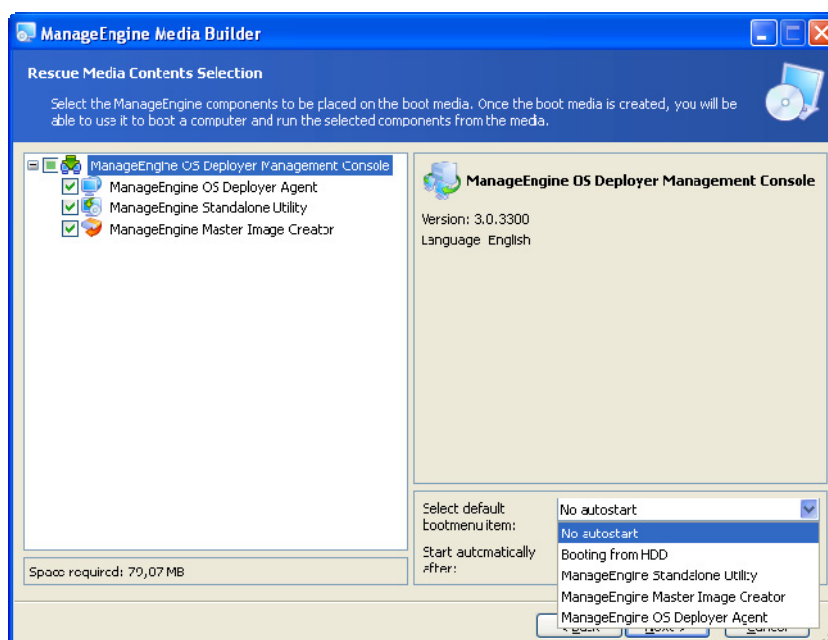 ManageEngine Media Builder
Rescue Media Contents Selection
Select the ManageEngine components to be placed on the boot media. Once the boot media is created, you will be
able to use it to boot a computer and run the selected components from the media.
ManageEngine OS Deployer Management Console
ManageEngine OS Deployer Agent
ManageEngine Standalone Utility
ManageEngine Master Image Creator
Space required: 79,07 MB
ManageEngine OS Deployer Management Console
Version: 3.0.3300
Language English
Select default
bootmenu item:
No autostart
Start automatically
after:
No autostart
Booting from HDD
ManageEngine Standalone Utility
ManageEngine Master Image Creator
ManageEngine OS Deployer Agent
< Back
Next >
Cancel